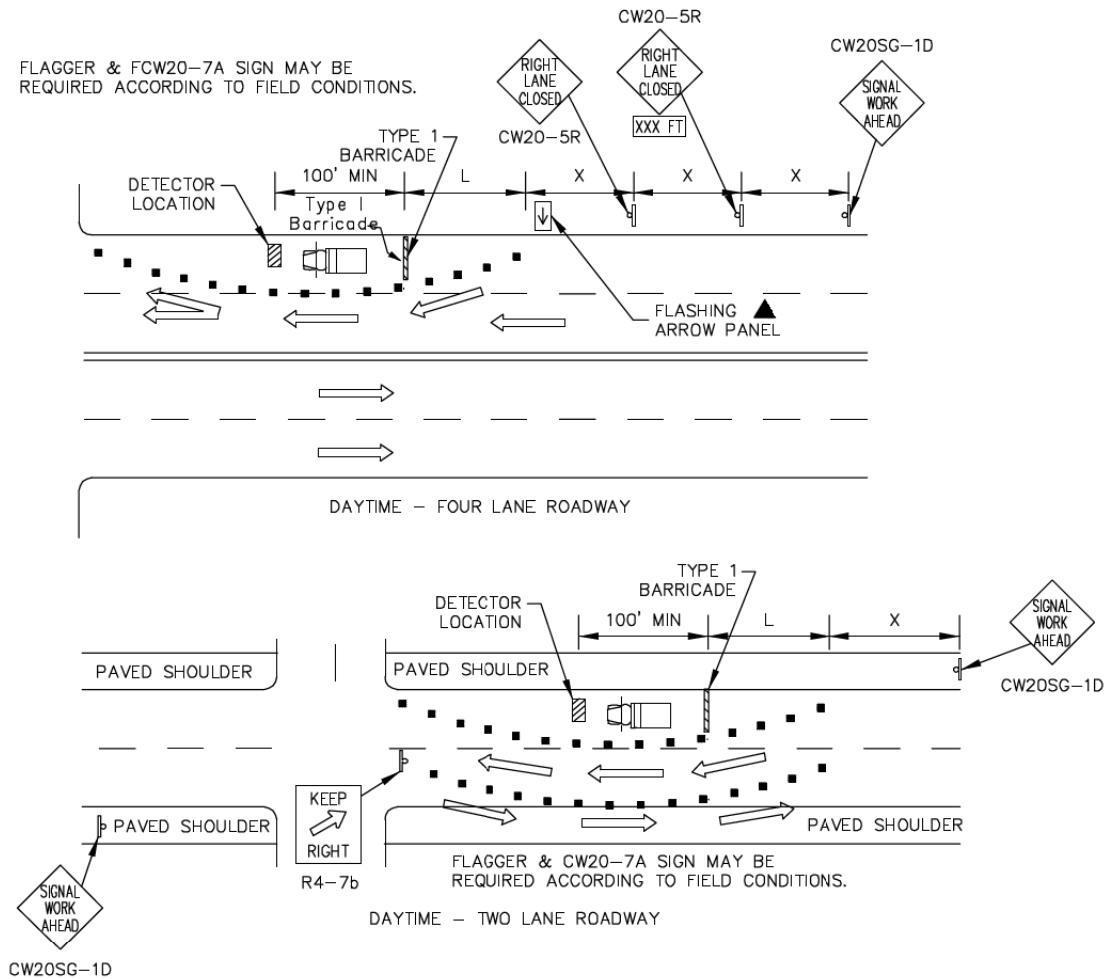 CW20-5R
CW20SG-1D
FLAGGER & FCW20-7A SIGN MAY BE
REQUIRED ACCORDING TO FIELD CONDITIONS.
RIGHT
LANE
CLOSED
RIGHT
LANE
CLOSED
XXX FT
SIGNAL
WORK
AHEAD
CW20-5R
TYPE 1
BARRICADE
DETECTOR
LOCATION
100' MIN
L
X
X
X
Type I
Barricade
FLASHING
ARROW PANEL
DAYTIME - FOUR LANE ROADWAY
TYPE 1
BARRICADE
DETECTOR
LOCATION
100' MIN
L
X
SIGNAL
WORK
AHEAD
CW20SG-1D
PAVED SHOULDER
PAVED SHOULDER
KEEP
RIGHT
R4-7b
PAVED SHOULDER
PAVED SHOULDER
FLAGGER & CW20-7A SIGN MAY BE
REQUIRED ACCORDING TO FIELD CONDITIONS.
DAYTIME - TWO LANE ROADWAY
SIGNAL
WORK
AHEAD
CW20SG-1D